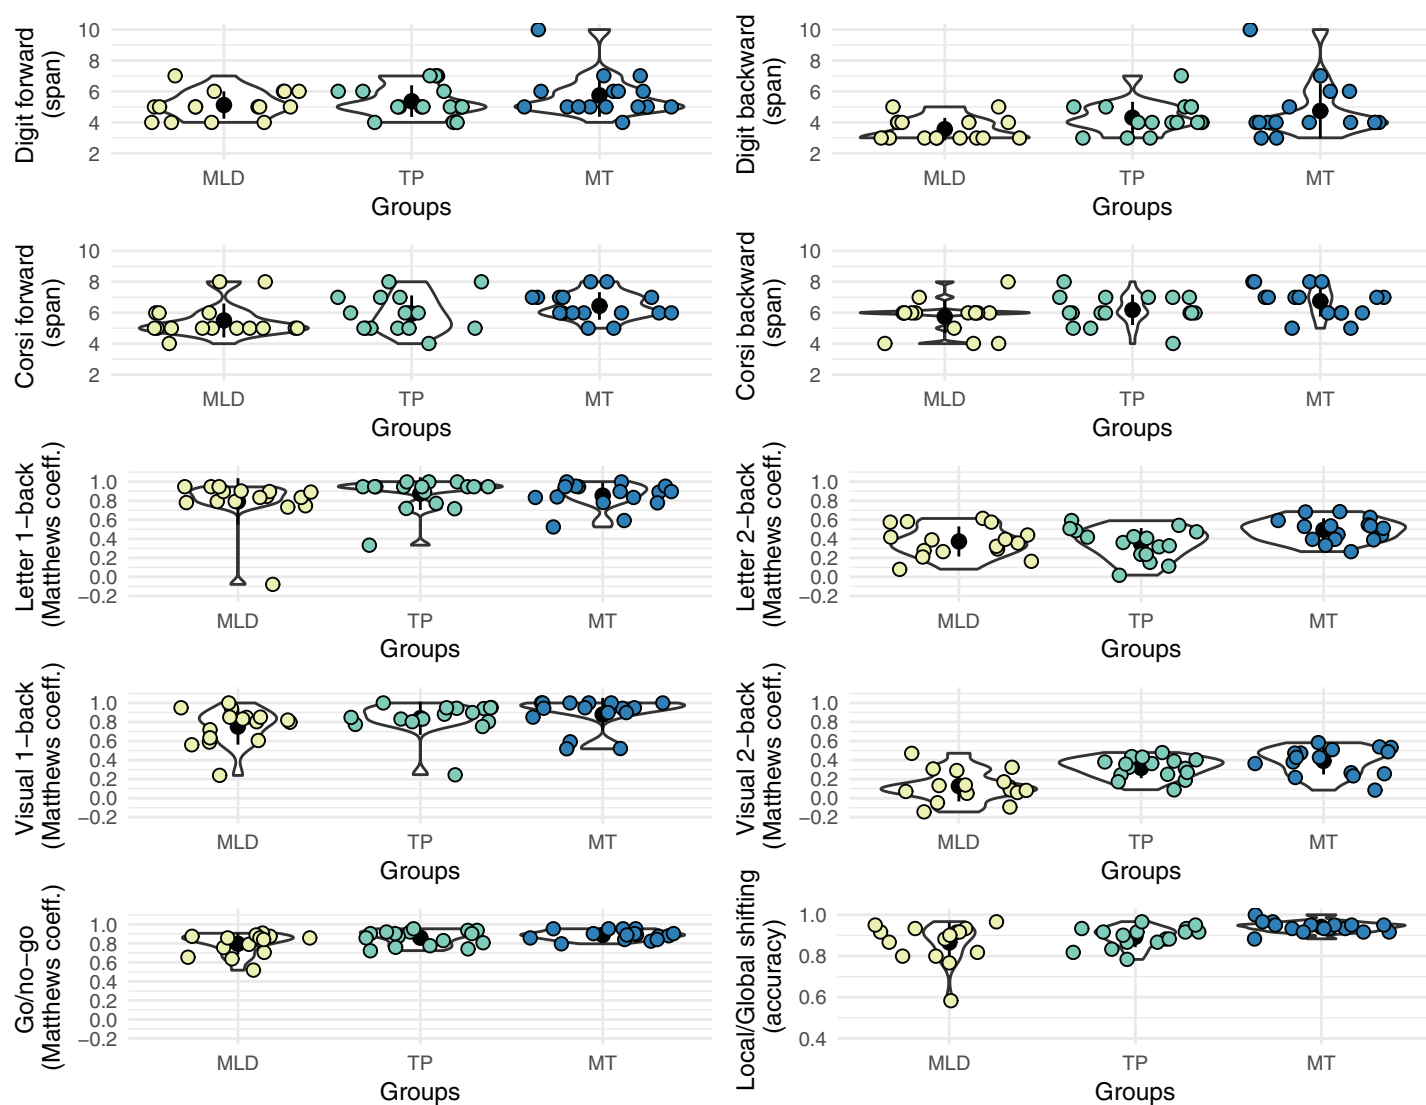 Digit forward
(span)
10
8
6
4
2
MLD TP MT
Groups
Digit backward
(span)
10
8
6
4
2
MLD TP MT
Groups
Corsi forward
(span)
10
8
6
4
2
MLD TP MT
Groups
Corsi backward
(span)
10
8
6
4
2
MLD TP MT
Groups
Letter 1−back
(Matthews coeff.)
1.0
0.8
0.6
0.4
0.2
0.0
−0.2
MLD TP MT
Groups
Letter 2−back
(Matthews coeff.)
1.0
0.8
0.6
0.4
0.2
0.0
−0.2
MLD TP MT
Groups
Visual 1−back
(Matthews coeff.)
1.0
0.8
0.6
0.4
0.2
0.0
−0.2
MLD TP MT
Groups
Visual 2−back
(Matthews coeff.)
1.0
0.8
0.6
0.4
0.2
0.0
−0.2
MLD TP MT
Groups
Go/no−go
(Matthews coeff.)
1.0
0.8
0.6
0.4
0.2
0.0
−0.2
MLD TP MT
Groups
Local/Global shifting
(accuracy)
1.0
0.8
0.6
0.4
MLD TP MT
Groups